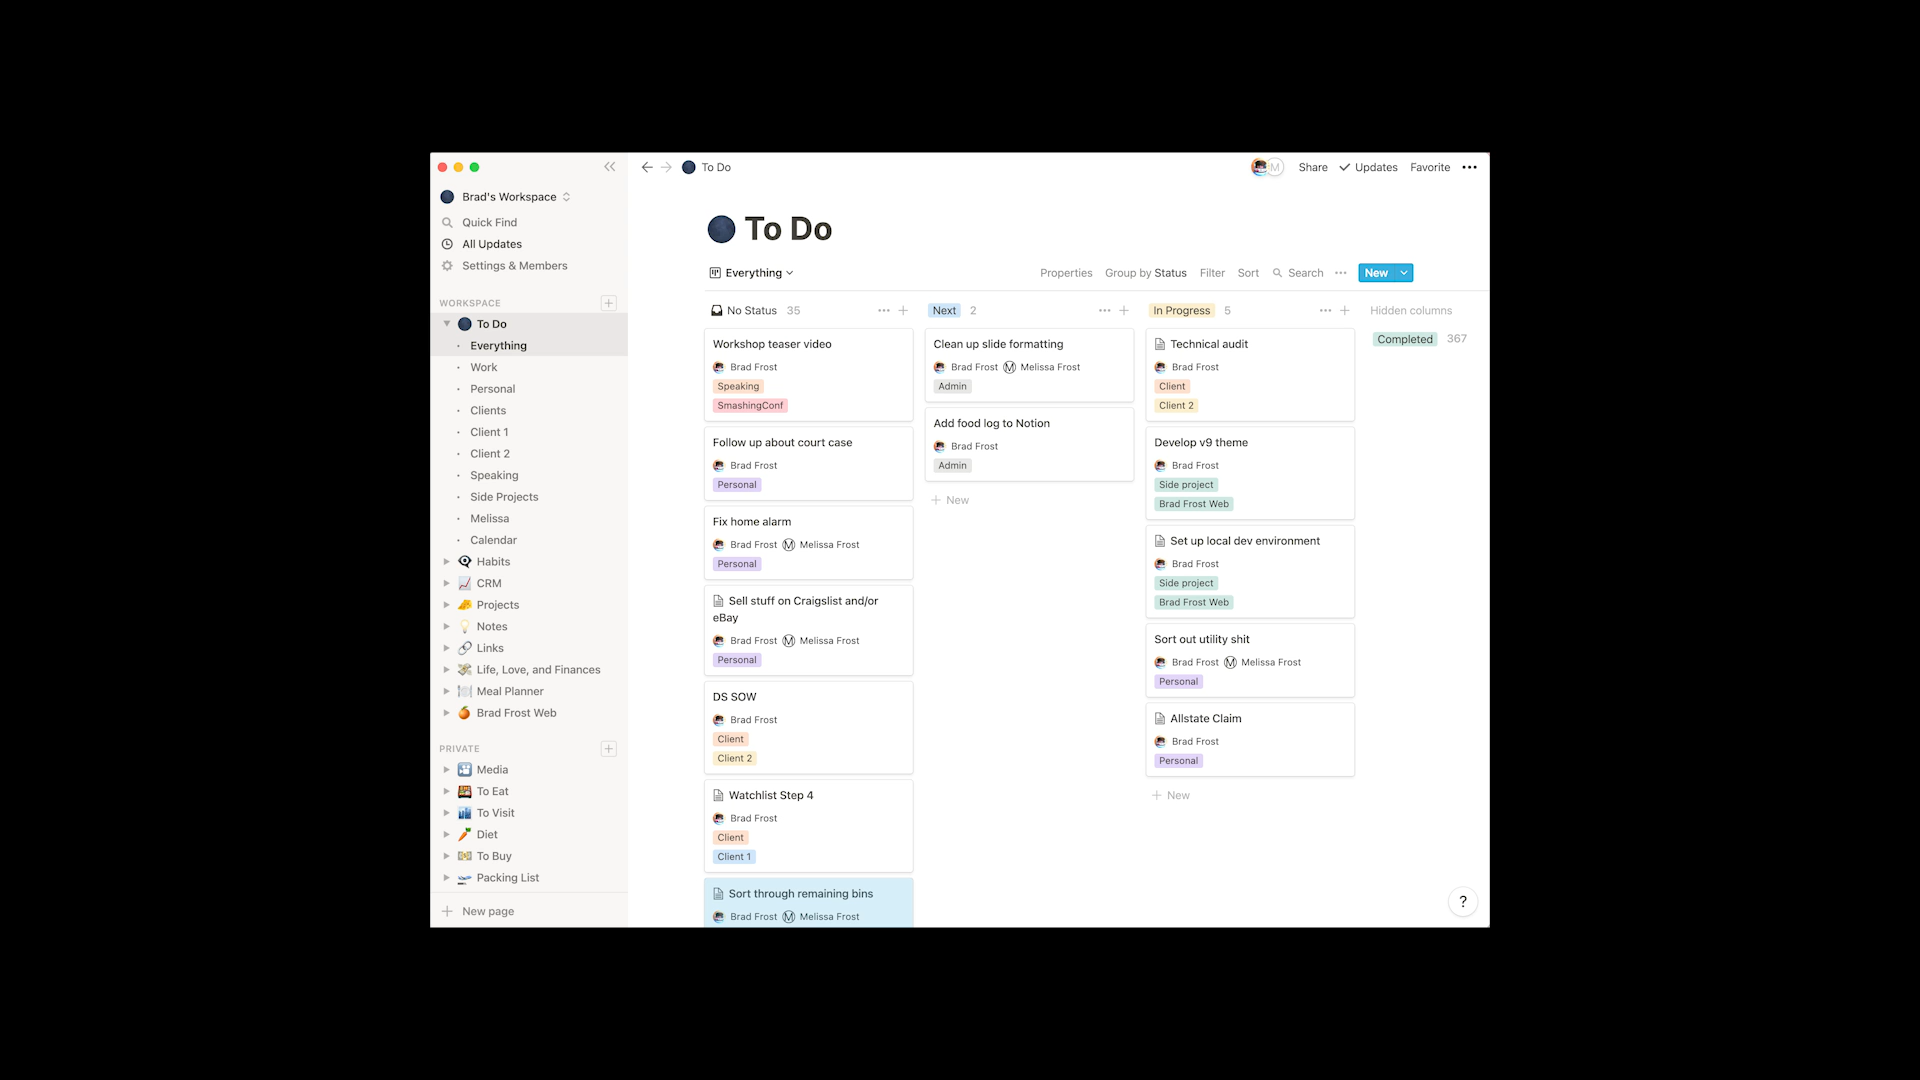 To Do
Share
Updates
Favorite
Brad's Workspace
Quick Find
All Updates
Settings & Members
WORKSPACE
To Do
Everything
Work
Personal
Clients
Client 1
Client 2
Speaking
Side Projects
Melissa
Calendar
Habits
CRM
Projects
Notes
Links
Life, Love, and Finances
Meal Planner
Brad Frost Web
PRIVATE
Media
To Eat
To Visit
Diet
To Buy
Packing List
New page
To Do
Everything
Properties
Group by Status
Filter
Sort
Search
New
No Status 35
Workshop teaser video
Brad Frost
Speaking
SmashingConf
Follow up about court case
Brad Frost
Personal
Fix home alarm
Brad Frost M Melissa Frost
Personal
Sell stuff on Craigslist and/or
eBay
Brad Frost M Melissa Frost
Personal
DS SOW
Brad Frost
Client
Client 2
Watchlist Step 4
Brad Frost
Client
Client 1
Sort through remaining bins
Brad Frost M Melissa Frost
Next 2
Clean up slide formatting
Brad Frost M Melissa Frost
Admin
Add food log to Notion
Brad Frost
Admin
New
In Progress 5
Technical audit
Brad Frost
Client
Client 2
Develop v9 theme
Brad Frost
Side project
Brad Frost Web
Set up local dev environment
Brad Frost
Side project
Brad Frost Web
Sort out utility shit
Brad Frost M Melissa Frost
Personal
Allstate Claim
Brad Frost
Personal
New
Hidden columns
Completed 367
M
?